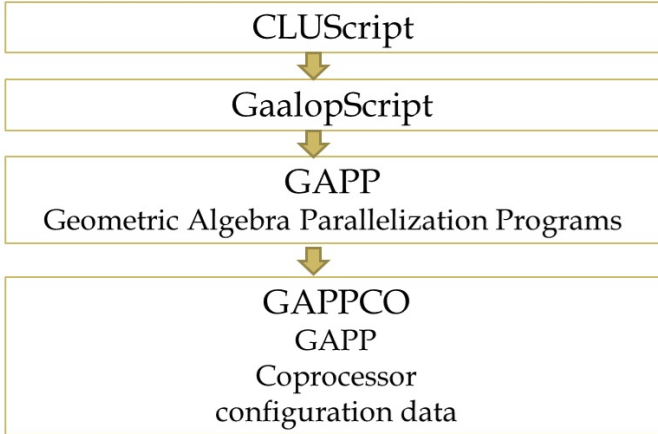 CLUScript
GaalopScript
GAPP
Geometric Algebra Parallelization Programs
GAPPCO
GAPP
Coprocessor
configuration data